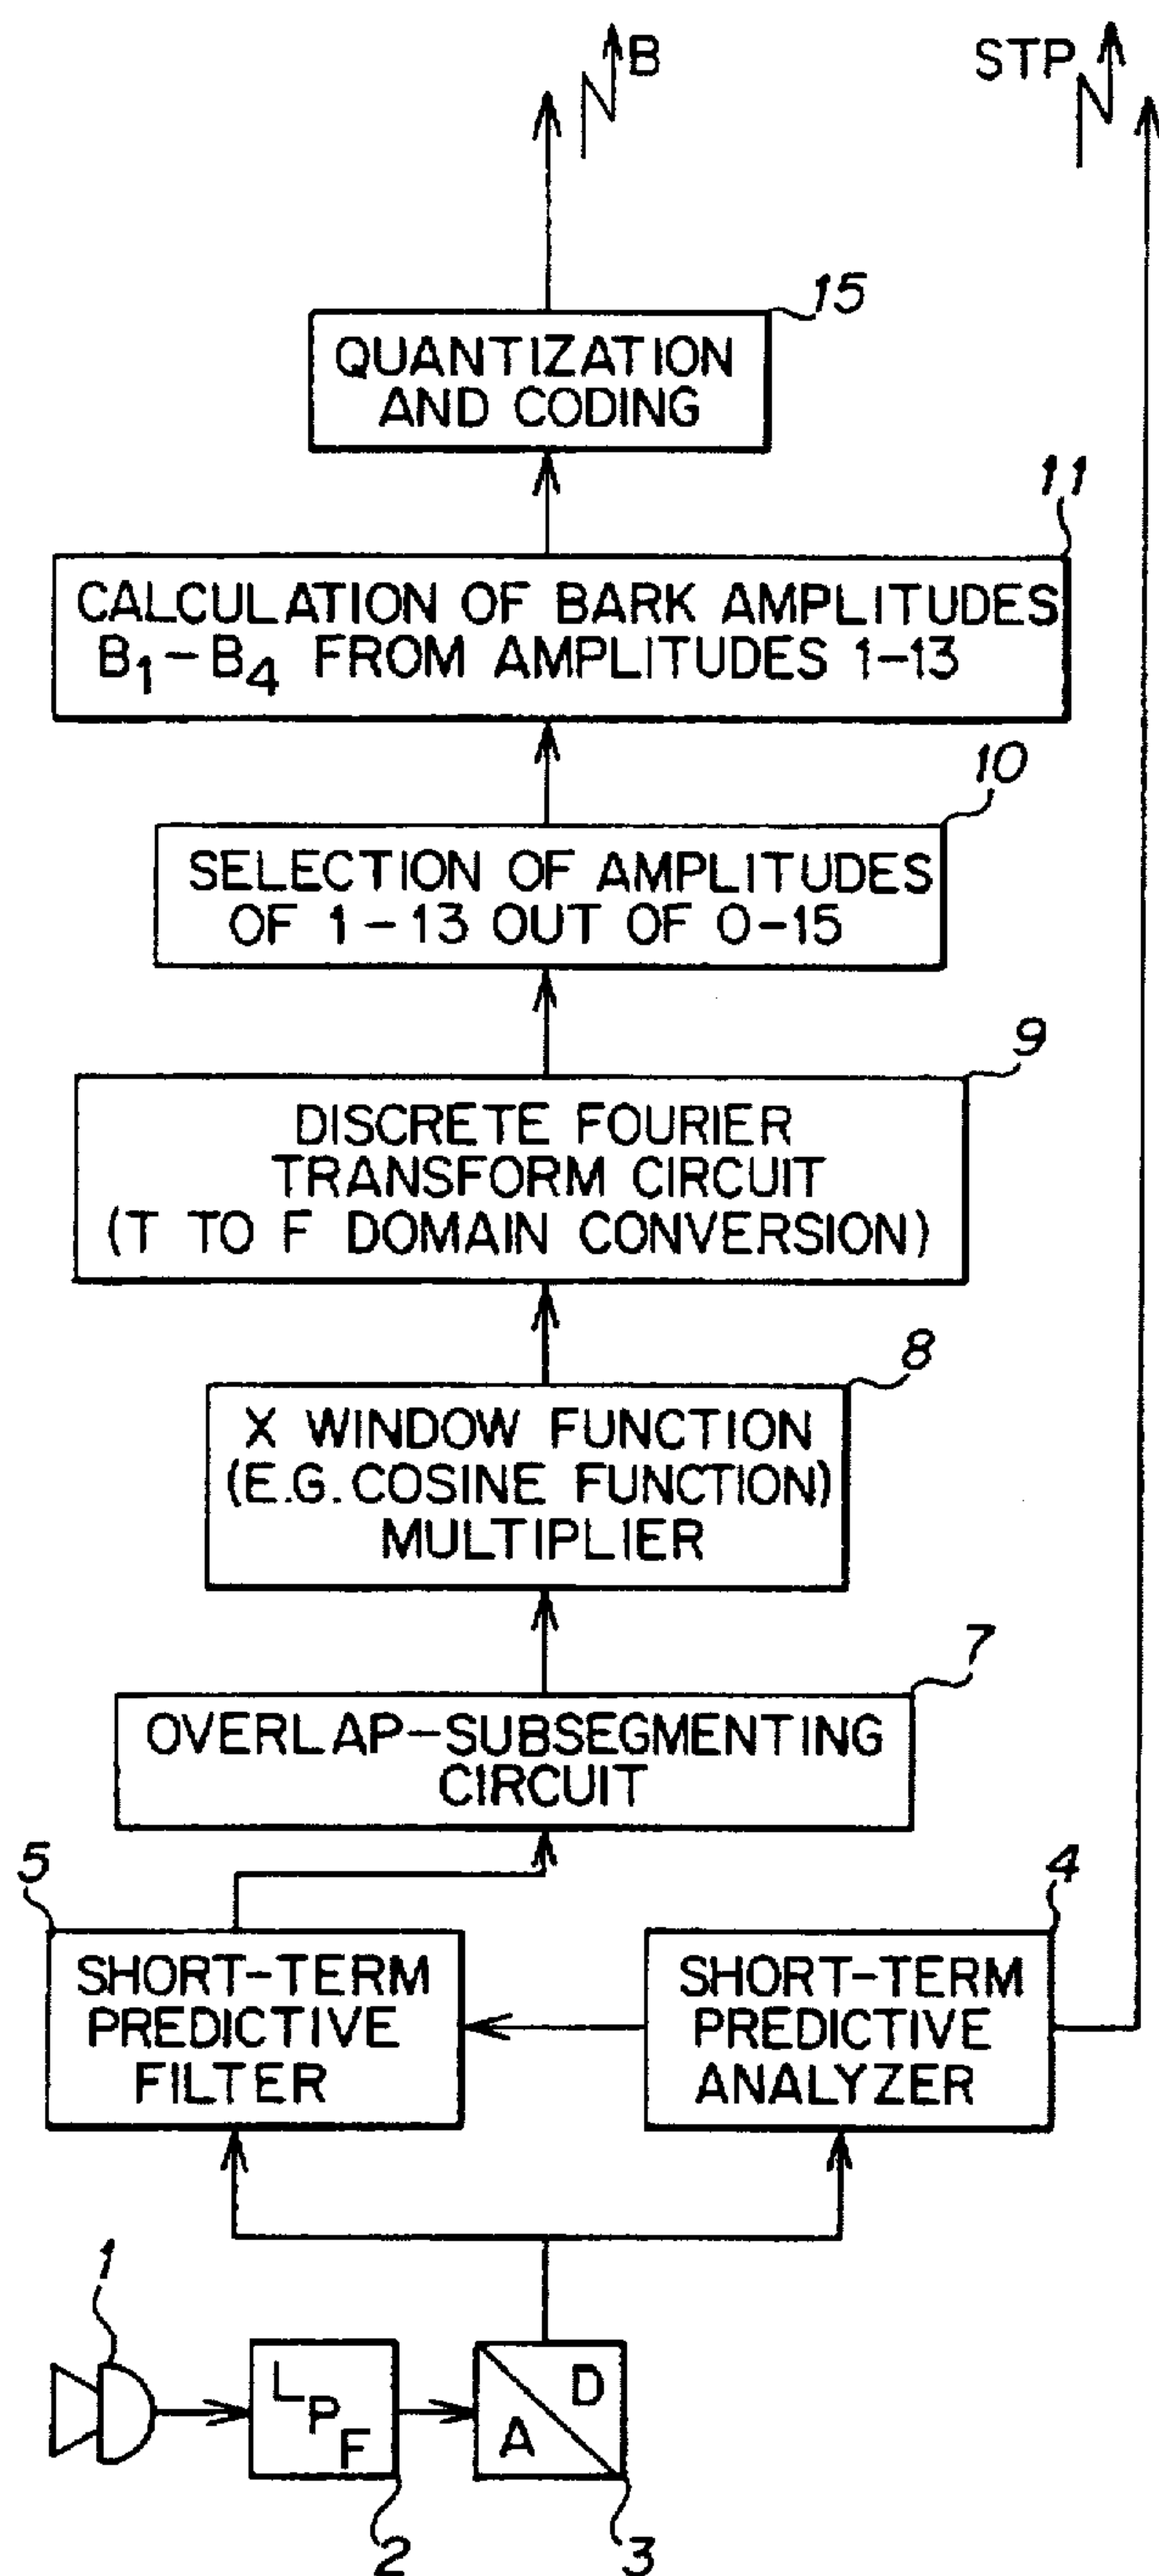 B
STP
15
QUANTIZATION
AND CODING
11
CALCULATION OF BARK AMPLITUDES
B1-B4 FROM AMPLITUDES 1-13
10
SELECTION OF AMPLITUDES
OF 1-13 OUT OF 0-15
9
DISCRETE FOURIER
TRANSFORM CIRCUIT
(T TO F DOMAIN CONVERSION)
8
X WINDOW FUNCTION
(E.G. COSINE FUNCTION)
MULTIPLIER
7
OVERLAP-SUBSEGMENTING
CIRCUIT
5
SHORT-TERM
PREDICTIVE
FILTER
4
SHORT-TERM
PREDICTIVE
ANALYZER
1
LPF
2
A D
3